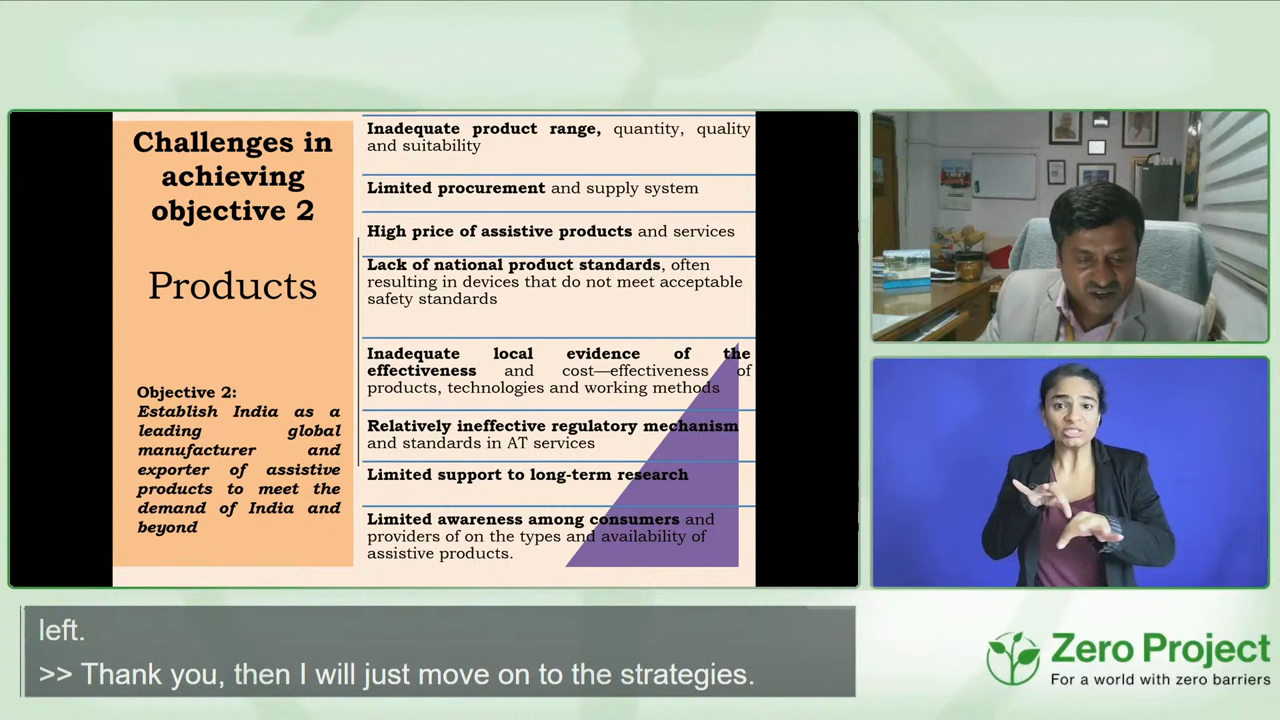 Challenges in
achieving
objective 2
Products
Objective 2:
Establish India as a
leading global
manufacturer and
exporter of assistive
products to meet the
demand of India and
beyond
Inadequate product range, quantity, quality
and suitability
Limited procurement and supply system
High price of assistive products and services
Lack of national product standards, often
resulting in devices that do not meet acceptable
safety standards
Inadequate local evidence of the
effectiveness and cost—effectiveness of
products, technologies and working methods
Relatively ineffective regulatory mechanism
and standards in AT services
Limited support to long-term research
Limited awareness among consumers and
providers of on the types and availability of
assistive products.
left.
>> Thank you, then I will just move on to the strategies.
Zero Project
For a world with zero barriers